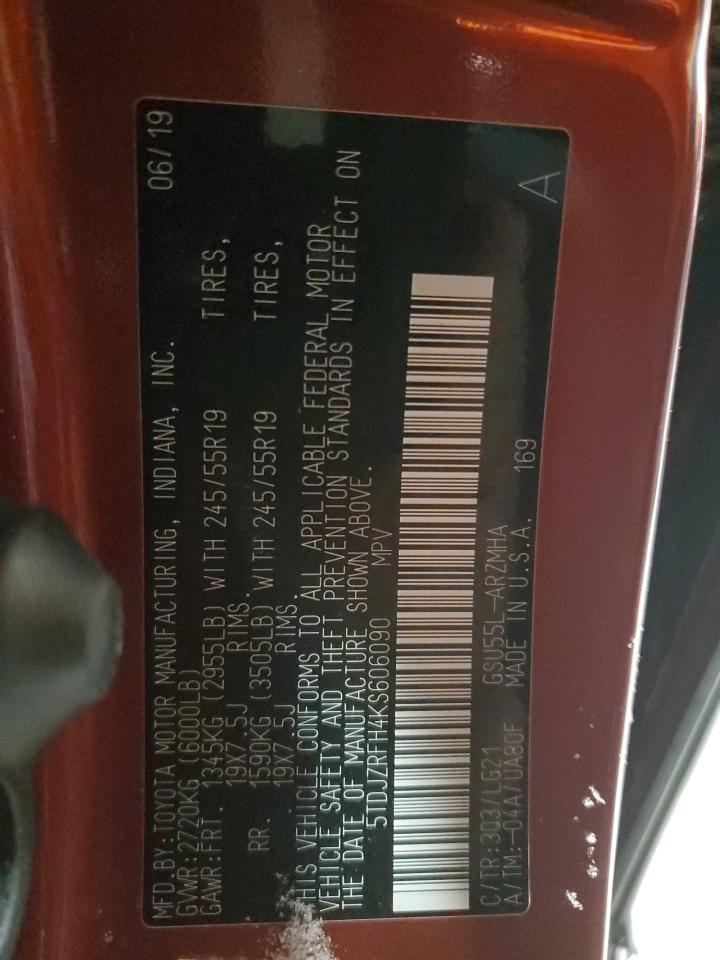 MFD.BY:TOYOTA MOTOR MANUFACTURING, INDIANA, INC. 06/19
GVWR:2720KG (6000LB)
GAWR:FRT. 1345KG (2955LB) WITH 245/55R19 TIRES,
19X7.5J RIMS.
RR. 1590KG (3505LB) WITH 245/55R19 TIRES,
19X7.5J RIMS.
THIS VEHICLE CONFORMS TO ALL APPLICABLE FEDERAL MOTOR
VEHICLE SAFETY AND THEFT PREVENTION STANDARDS IN EFFECT ON
THE DATE OF MANUFACTURE SHOWN ABOVE.
5TDJZRFH4KS606090 MPV
C/TR:3Q3/LG21 GSU55L-ARZMHA
A/TM:-04A/UA80F MADE IN U.S.A. 169 A